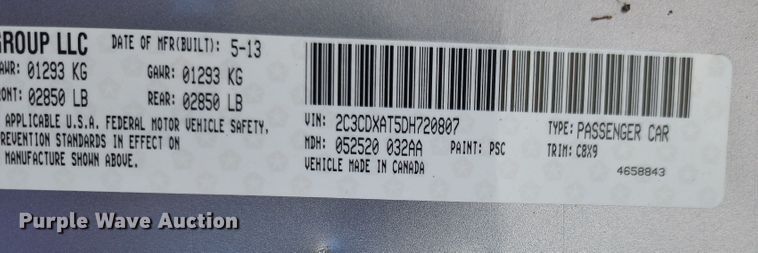 GROUP LLC DATE OF MFR(BUILT): 5-13
GAWR: 01293 KG
01293 KG
02850 LB REAR: 02850 LB
APPLICABLE U.S.A. FEDERAL MOTOR VEHICLE SAFETY,
PREVENTION STANDARDS IN EFFECT ON
MANUFACTURE SHOWN ABOVE.
VIN: 2C3CDXAT5DH720807 TYPE: PASSENGER CAR
MDH: 052520 032AA PAINT: PSC TRIM: C8X9
VEHICLE MADE IN CANADA 4658843
Purple Wave Auction